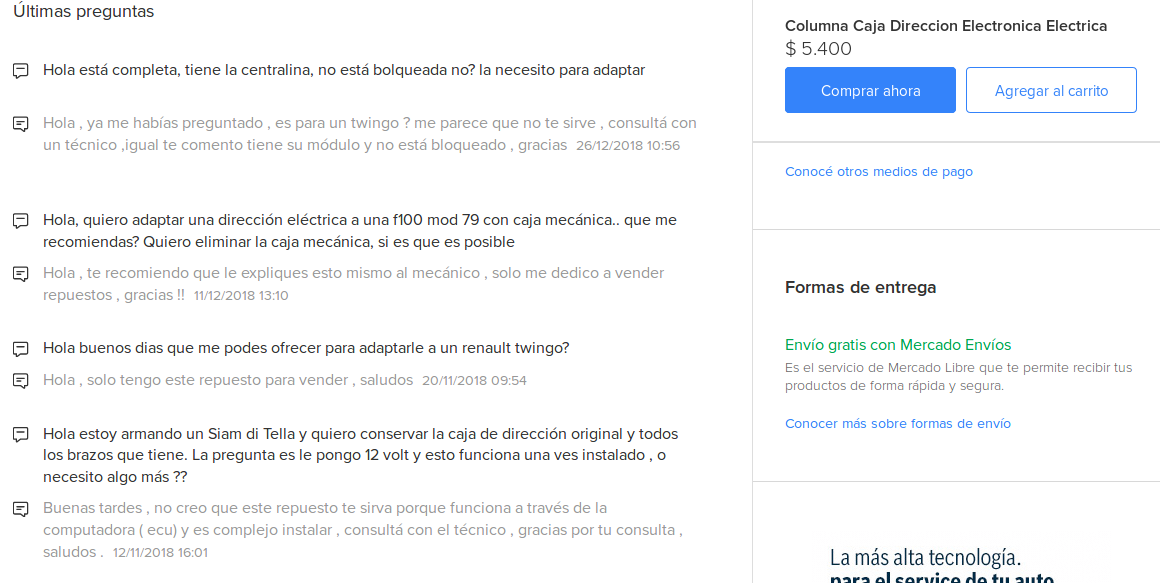 Últimas preguntas
Hola está completa, tiene la centralina, no está bolqueada no? la necesito para adaptar
Hola , ya me habías preguntado , es para un twingo ? me parece que no te sirve , consultá con
un técnico ,igual te comento tiene su módulo y no está bloqueado , gracias 26/12/2018 10:56
Hola, quiero adaptar una dirección eléctrica a una f100 mod 79 con caja mecánica.. que me
recomiendas? Quiero eliminar la caja mecánica, si es que es posible
Hola , te recomiendo que le expliques esto mismo al mecánico , solo me dedico a vender
repuestos , gracias !! 11/12/2018 13:10
Hola buenos dias que me podes ofrecer para adaptarle a un renault twingo?
Hola , solo tengo este repuesto para vender , saludos 20/11/2018 09:54
Hola estoy armando un Siam di Tella y quiero conservar la caja de dirección original y todos
los brazos que tiene. La pregunta es le pongo 12 volt y esto funciona una ves instalado , o
necesito algo más ??
Buenas tardes , no creo que este repuesto te sirva porque funciona a través de la
computadora ( ecu) y es complejo instalar , consultá con el técnico , gracias por tu consulta ,
saludos . 12/11/2018 16:01
Columna Caja Direccion Electronica Electrica
$ 5.400
Comprar ahora
Agregar al carrito
Conocé otros medios de pago
Formas de entrega
Envío gratis con Mercado Envíos
Es el servicio de Mercado Libre que te permite recibir tus
productos de forma rápida y segura.
Conocer más sobre formas de envío
La más alta tecnología.
para el service de tu auto